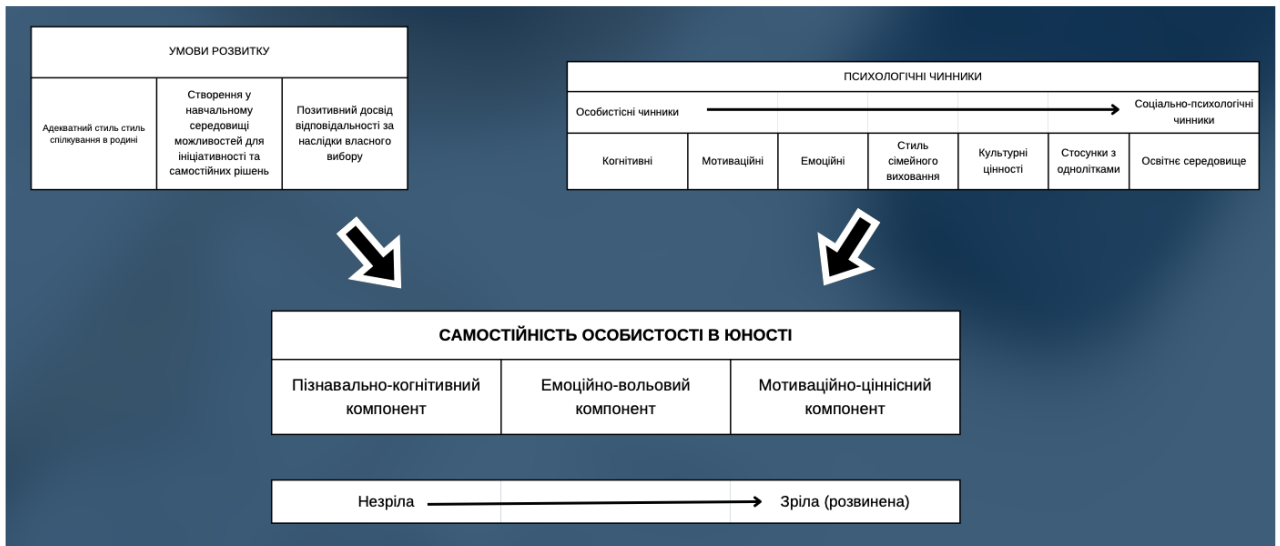 УМОВИ РОЗВИТКУ
Адекватний стиль стиль
спілкування в родині
Створення у
навчальному
середовищі
можливостей для
ініціативності та
самостійних рішень
Позитивний досвід
відповідальності за
наслідки власного
вибору
ПСИХОЛОГІЧНІ ЧИННИКИ
Особистісні чинники
Соціально-психологічні
чинники
Когнітивні
Мотиваційні
Емоційні
Стиль
сімейного
виховання
Культурні
цінності
Стосунки з
однолітками
Освітнє середовище
САМОСТІЙНІСТЬ ОСОБИСТОСТІ В ЮНОСТІ
Пізнавально-когнітивний
компонент
Емоційно-вольовий
компонент
Мотиваційно-ціннісний
компонент
Незріла
Зріла (розвинена)